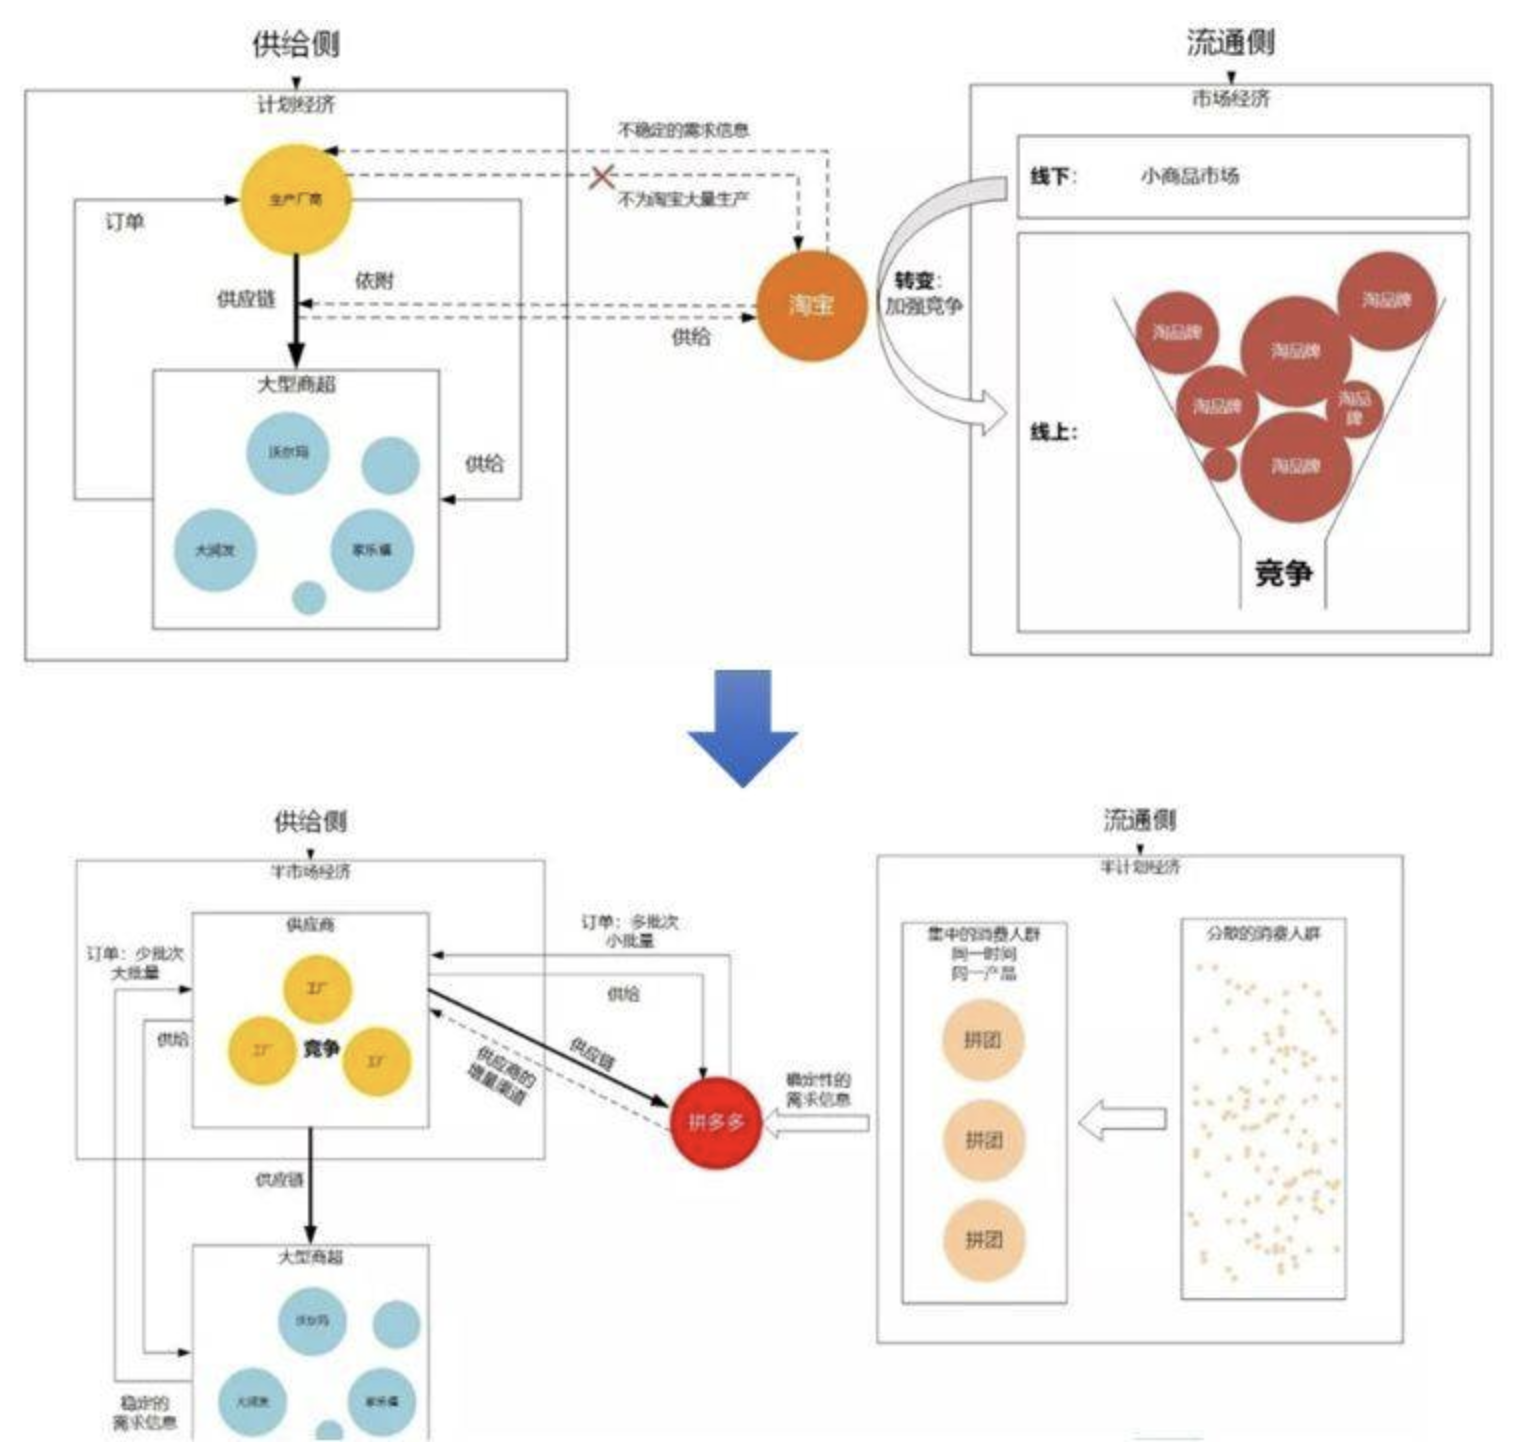 供给侧
流通侧
计划经济
市场经济
不稳定的需求信息
生产厂商
不为淘宝大量生产
线下：
小商品市场
订单
依附
供应链
供给
淘宝
转变：
加强竞争
淘品牌
淘品牌
淘品牌
淘品牌
淘品
牌
淘品牌
线上：
竞争
大型商超
沃尔玛
供给
大润发
家乐福
供给侧
流通侧
半市场经济
半计划经济
供应商
订单：少批次
大批量
工厂
工厂
竞争
工厂
供给
订单：多批次
小批量
供给
供应链
供应商的
增量渠道
拼多多
确定性的
需求信息
集中的消费人群
同一时间
同一产品
拼团
拼团
拼团
分散的消费人群
供应链
大型商超
沃尔玛
大润发
家乐福
稳定的
需求信息